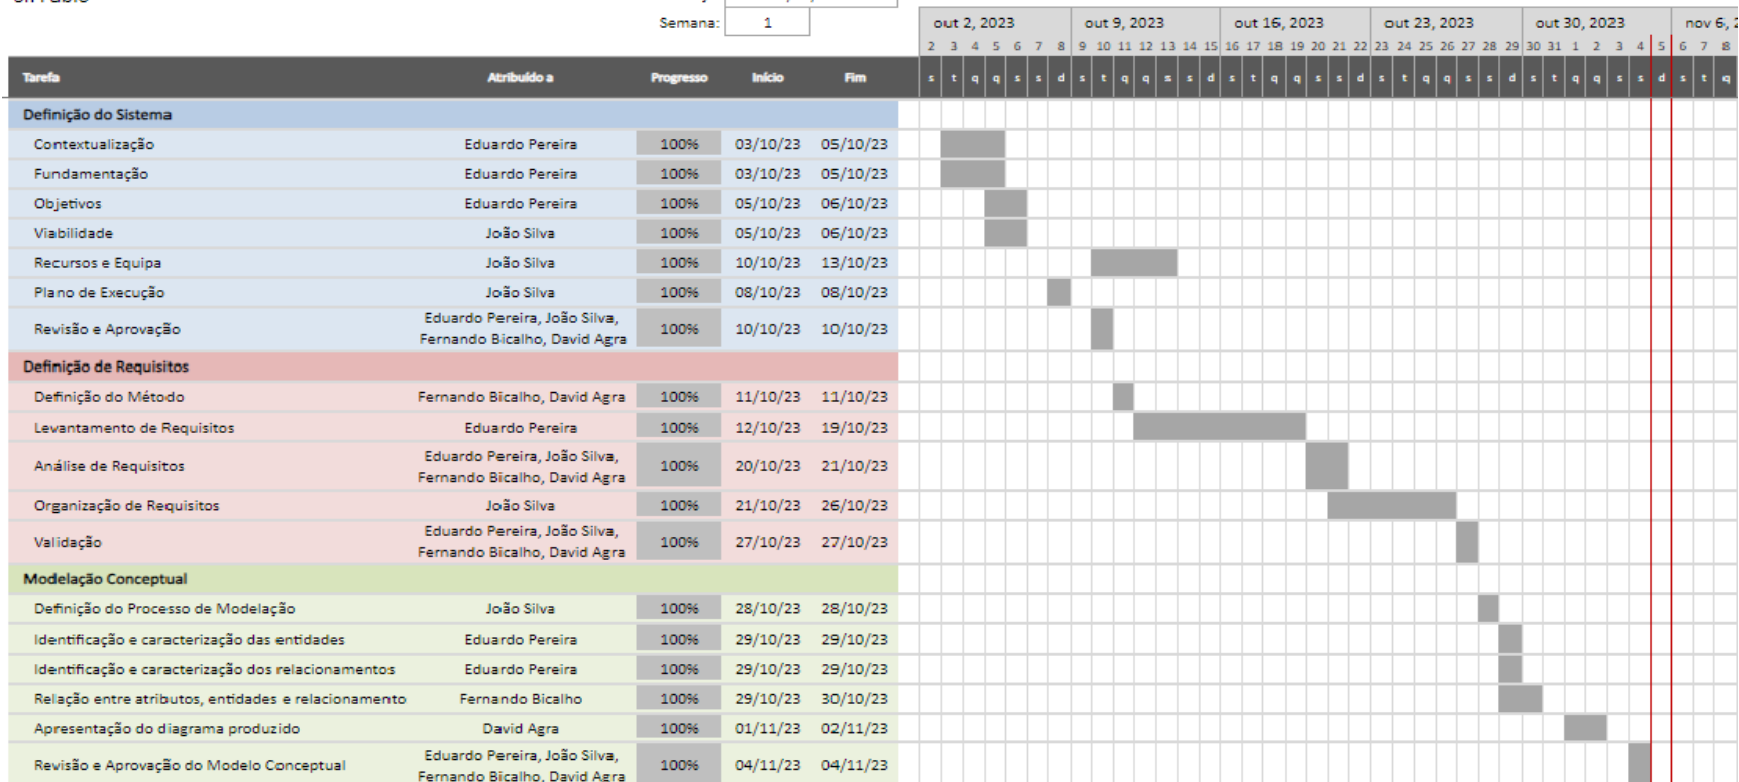 Semana: 1
out 2, 2023 out 9, 2023 out 16, 2023 out 23, 2023 out 30, 2023 nov 6,
2 3 4 5 6 7 8 9 10 11 12 13 14 15 16 17 18 19 20 21 22 23 24 25 26 27 28 29 30 31 1 2 3 4 5 6 7 8
Tarefa Atribuído a Progresso Início Fim s t q q s s d s t q q s s d s t q q s s d s t q q s s d s t q q s s d s t q
Definição do Sistema
Contextualização Eduardo Pereira 100% 03/10/23 05/10/23
Fundamentação Eduardo Pereira 100% 03/10/23 05/10/23
Objetivos Eduardo Pereira 100% 05/10/23 06/10/23
Viabilidade João Silva 100% 05/10/23 06/10/23
Recursos e Equipa João Silva 100% 10/10/23 13/10/23
Plano de Execução João Silva 100% 08/10/23 08/10/23
Eduardo Pereira, João Silva,
Revisão e Aprovação 100% 10/10/23 10/10/23
Fernando Bicalho, David Agra
Definição de Requisitos
Definição do Método Fernando Bicalho, David Agra 100% 11/10/23 11/10/23
Levantamento de Requisitos Eduardo Pereira 100% 12/10/23 19/10/23
Eduardo Pereira, João Silva,
Análise de Requisitos 100% 20/10/23 21/10/23
Fernando Bicalho, David Agra
Organização de Requisitos João Silva 100% 21/10/23 26/10/23
Eduardo Pereira, João Silva,
Validação 100% 27/10/23 27/10/23
Fernando Bicalho, David Agra
Modelação Conceptual
Definição do Processo de Modelação João Silva 100% 28/10/23 28/10/23
Identificação e caracterização das entidades Eduardo Pereira 100% 29/10/23 29/10/23
Identificação e caracterização dos relacionamentos Eduardo Pereira 100% 29/10/23 29/10/23
Relação entre atributos, entidades e relacionamento Fernando Bicalho 100% 29/10/23 30/10/23
Apresentação do diagrama produzido David Agra 100% 01/11/23 02/11/23
Eduardo Pereira, João Silva,
Revisão e Aprovação do Modelo Conceptual 100% 04/11/23 04/11/23
Fernando Bicalho, David Agra